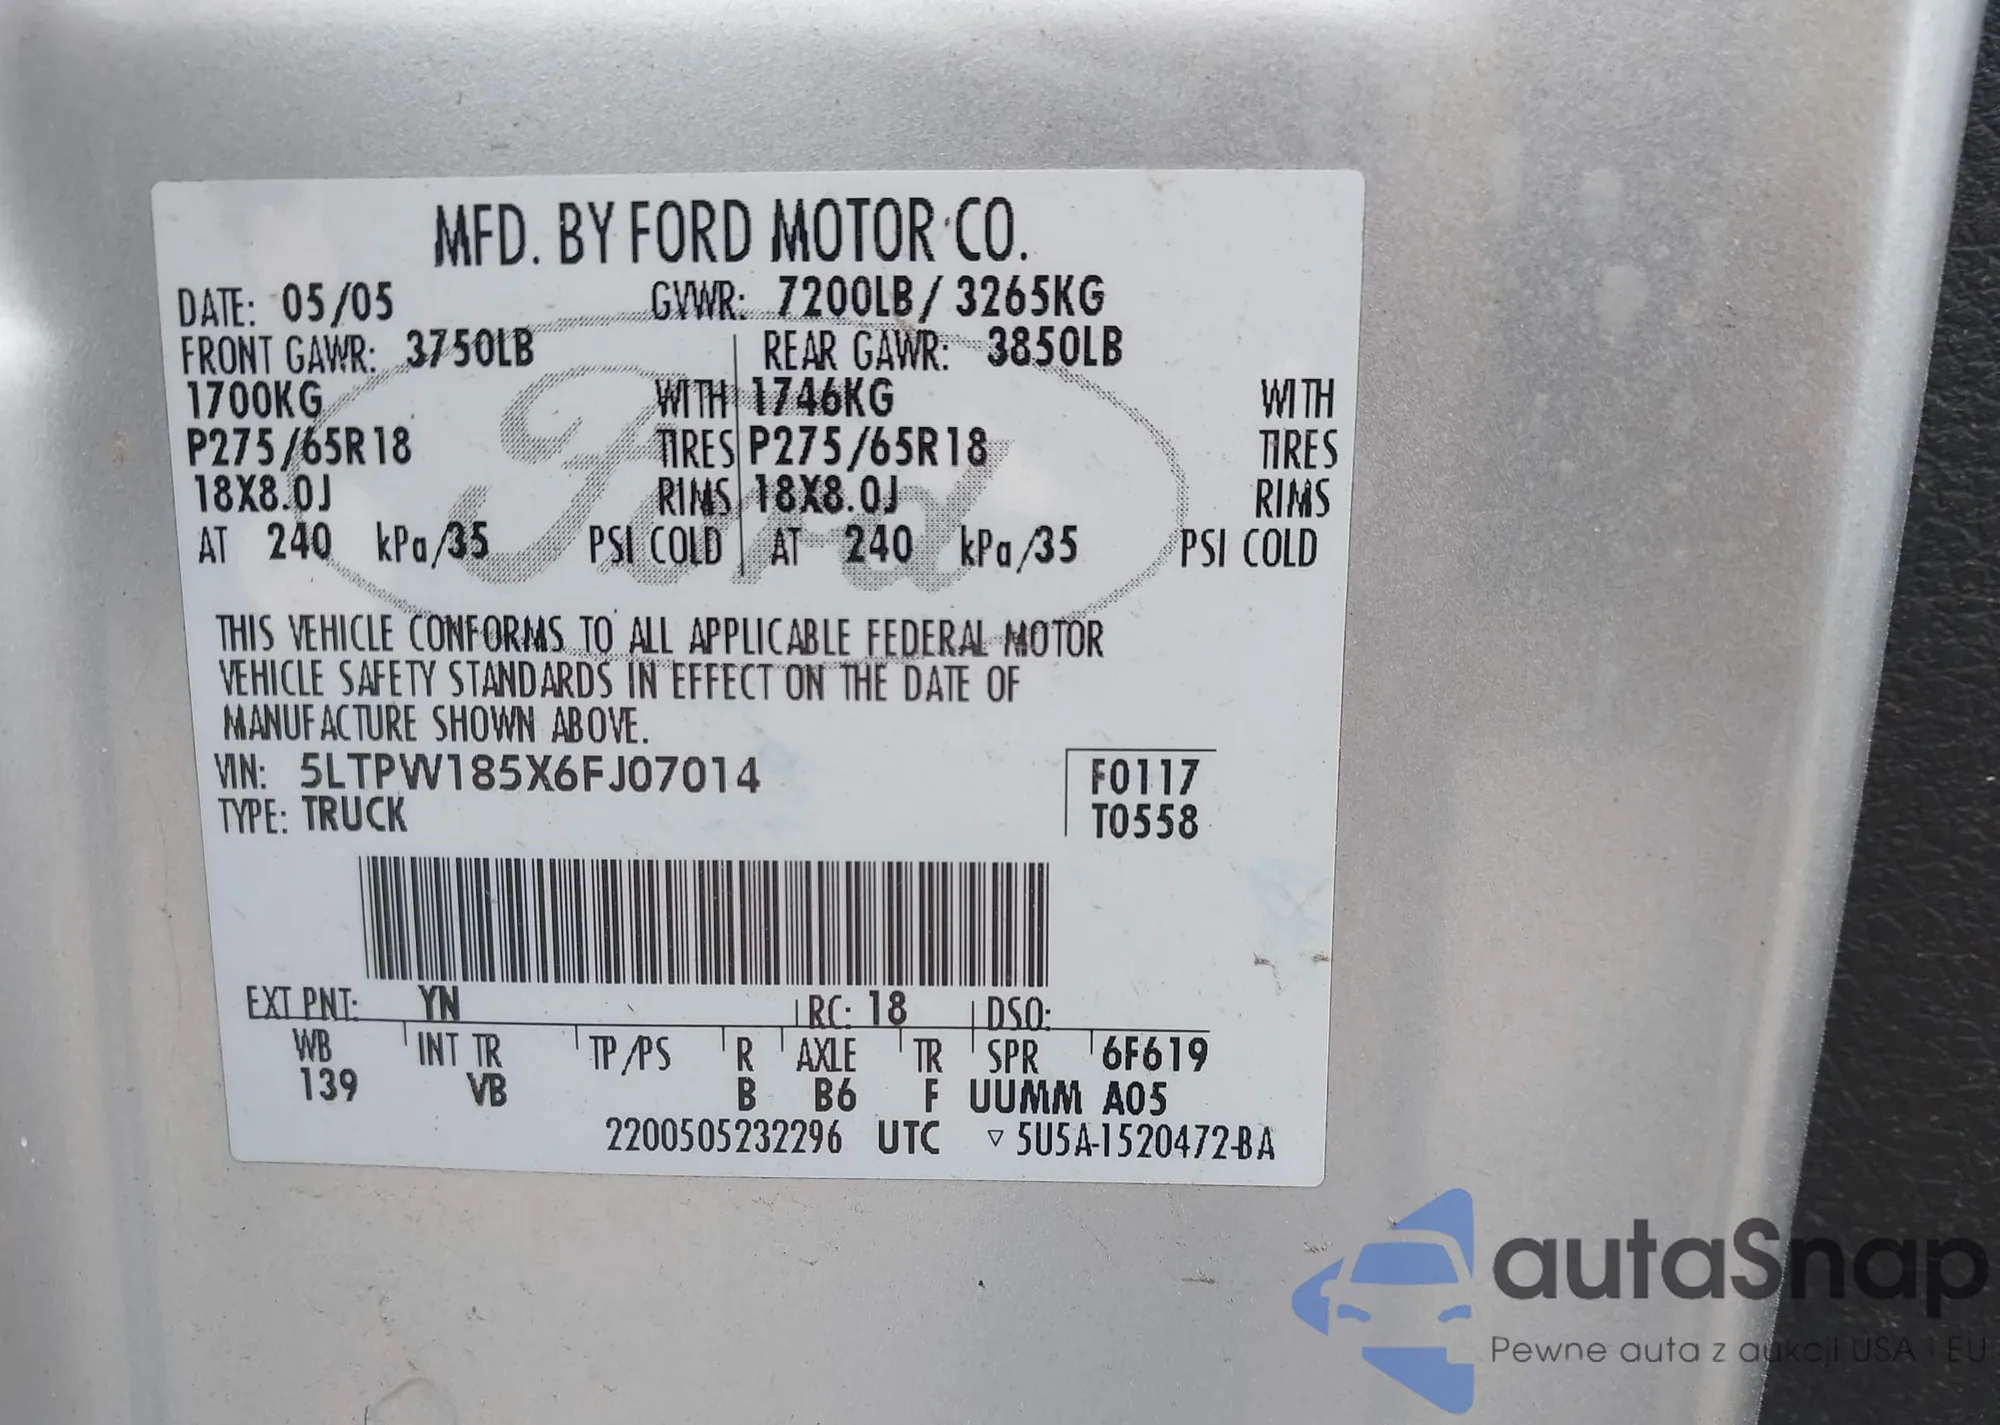 MFD. BY FORD MOTOR CO.
DATE: 05/05 GVWR: 7200LB/ 3265KG
FRONT GAWR: 3750LB REAR GAWR: 3850LB
1700KG WITH 1746KG WITH
P275/65R18 TIRES P275/65R18 TIRES
18X8.0J RIMS 18X8.0J RIMS
AT 240 kPa/35 PSI COLD AT 240 kPa/35 PSI COLD
Ford
THIS VEHICLE CONFORMS TO ALL APPLICABLE FEDERAL MOTOR
VEHICLE SAFETY STANDARDS IN EFFECT ON THE DATE OF
MANUFACTURE SHOWN ABOVE.
VIN: 5LTPW185X6FJ07014 F0117
TYPE: TRUCK T0558
EXT PNT: YN RC: 18 DSO:
WB INT TR TP/PS R AXLE TR SPR 6F619
139 VB B B6 F UUMM A05
2200505232296 UTC ▽ 5U5A-1520472-BA
autaSnap
Pewne auta z aukcji USA i EU